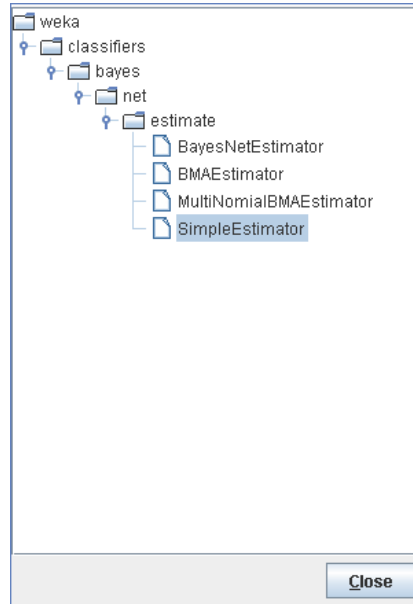 weka
classifiers
bayes
net
estimate
BayesNetEstimator
BMAEstimator
MultiNomialBMAEstimator
SimpleEstimator
Close